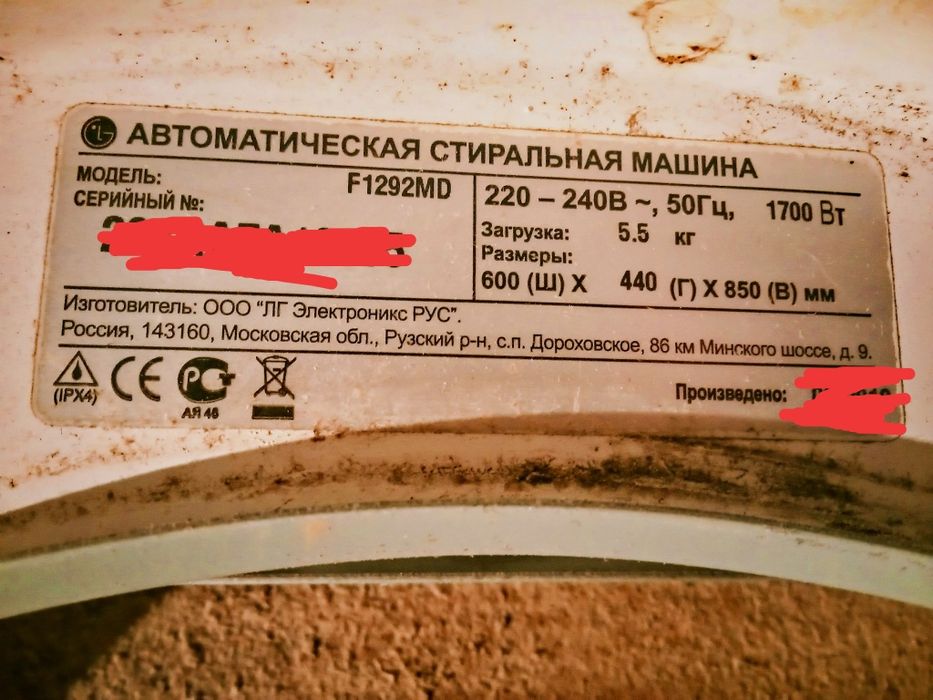 LG АВТОМАТИЧЕСКАЯ СТИРАЛЬНАЯ МАШИНА
МОДЕЛЬ: F1292MD
СЕРИЙНЫЙ №:
220 – 240В ~, 50Гц, 1700 Вт
Загрузка: 5.5 кг
Размеры:
600 (Ш) X 440 (Г) X 850 (В) мм
Изготовитель: ООО "ЛГ Электроникс РУС".
Россия, 143160, Московская обл., Рузский р-н, с.п. Дороховское, 86 км Минского шоссе, д. 9.
(IPX4) CE РСТ
АЯ 46
Произведено: